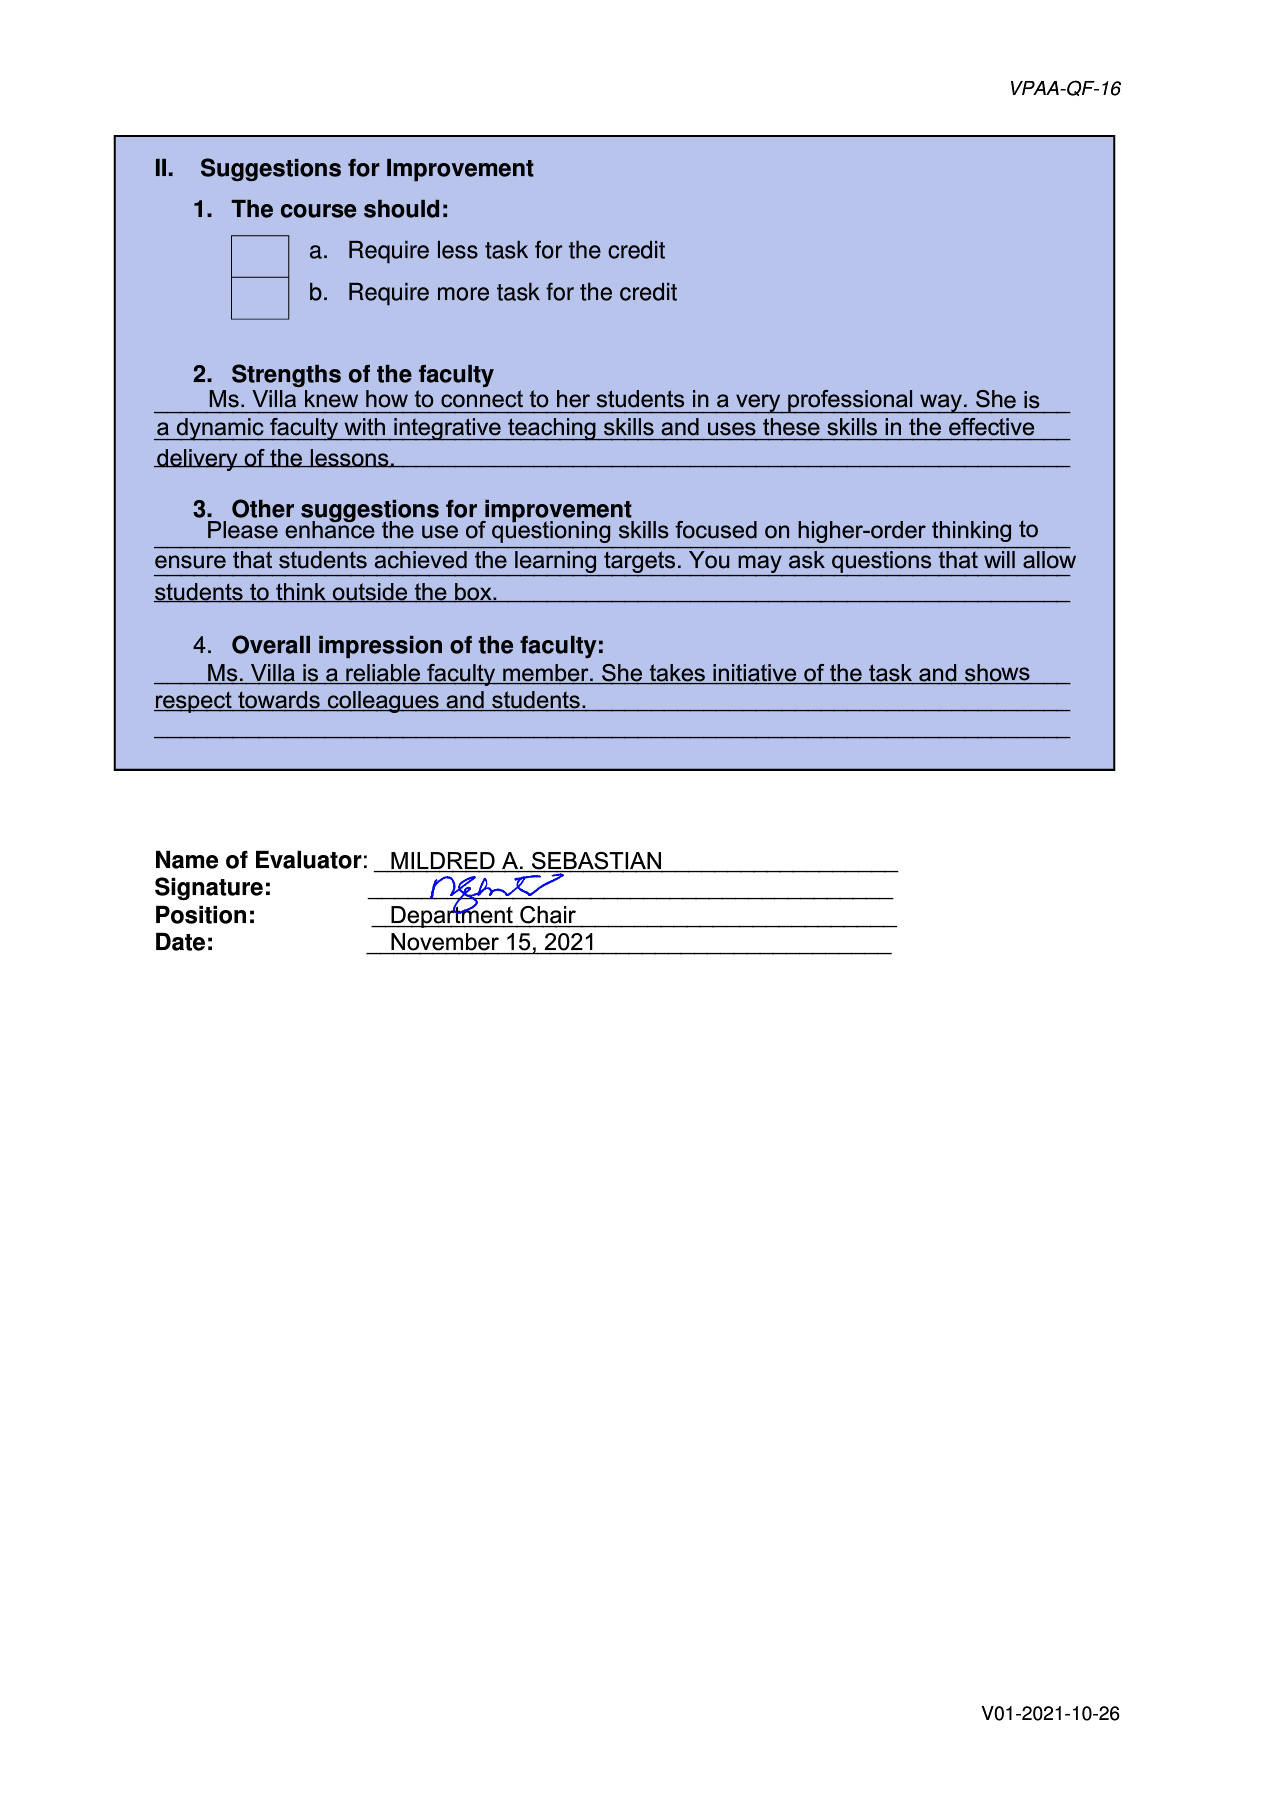 VPAA-QF-16
II. Suggestions for Improvement
1. The course should:
a. Require less task for the credit
b. Require more task for the credit
2. Strengths of the faculty
Ms. Villa knew how to connect to her students in a very professional way. She is
a dynamic faculty with integrative teaching skills and uses these skills in the effective
delivery of the lessons.
3. Other suggestions for improvement
Please enhance the use of questioning skills focused on higher-order thinking to
ensure that students achieved the learning targets. You may ask questions that will allow
students to think outside the box.
4. Overall impression of the faculty:
Ms. Villa is a reliable faculty member. She takes initiative of the task and shows
respect towards colleagues and students.
Name of Evaluator: MILDRED A. SEBASTIAN
Signature:
Position: Department Chair
Date: November 15, 2021
V01-2021-10-26